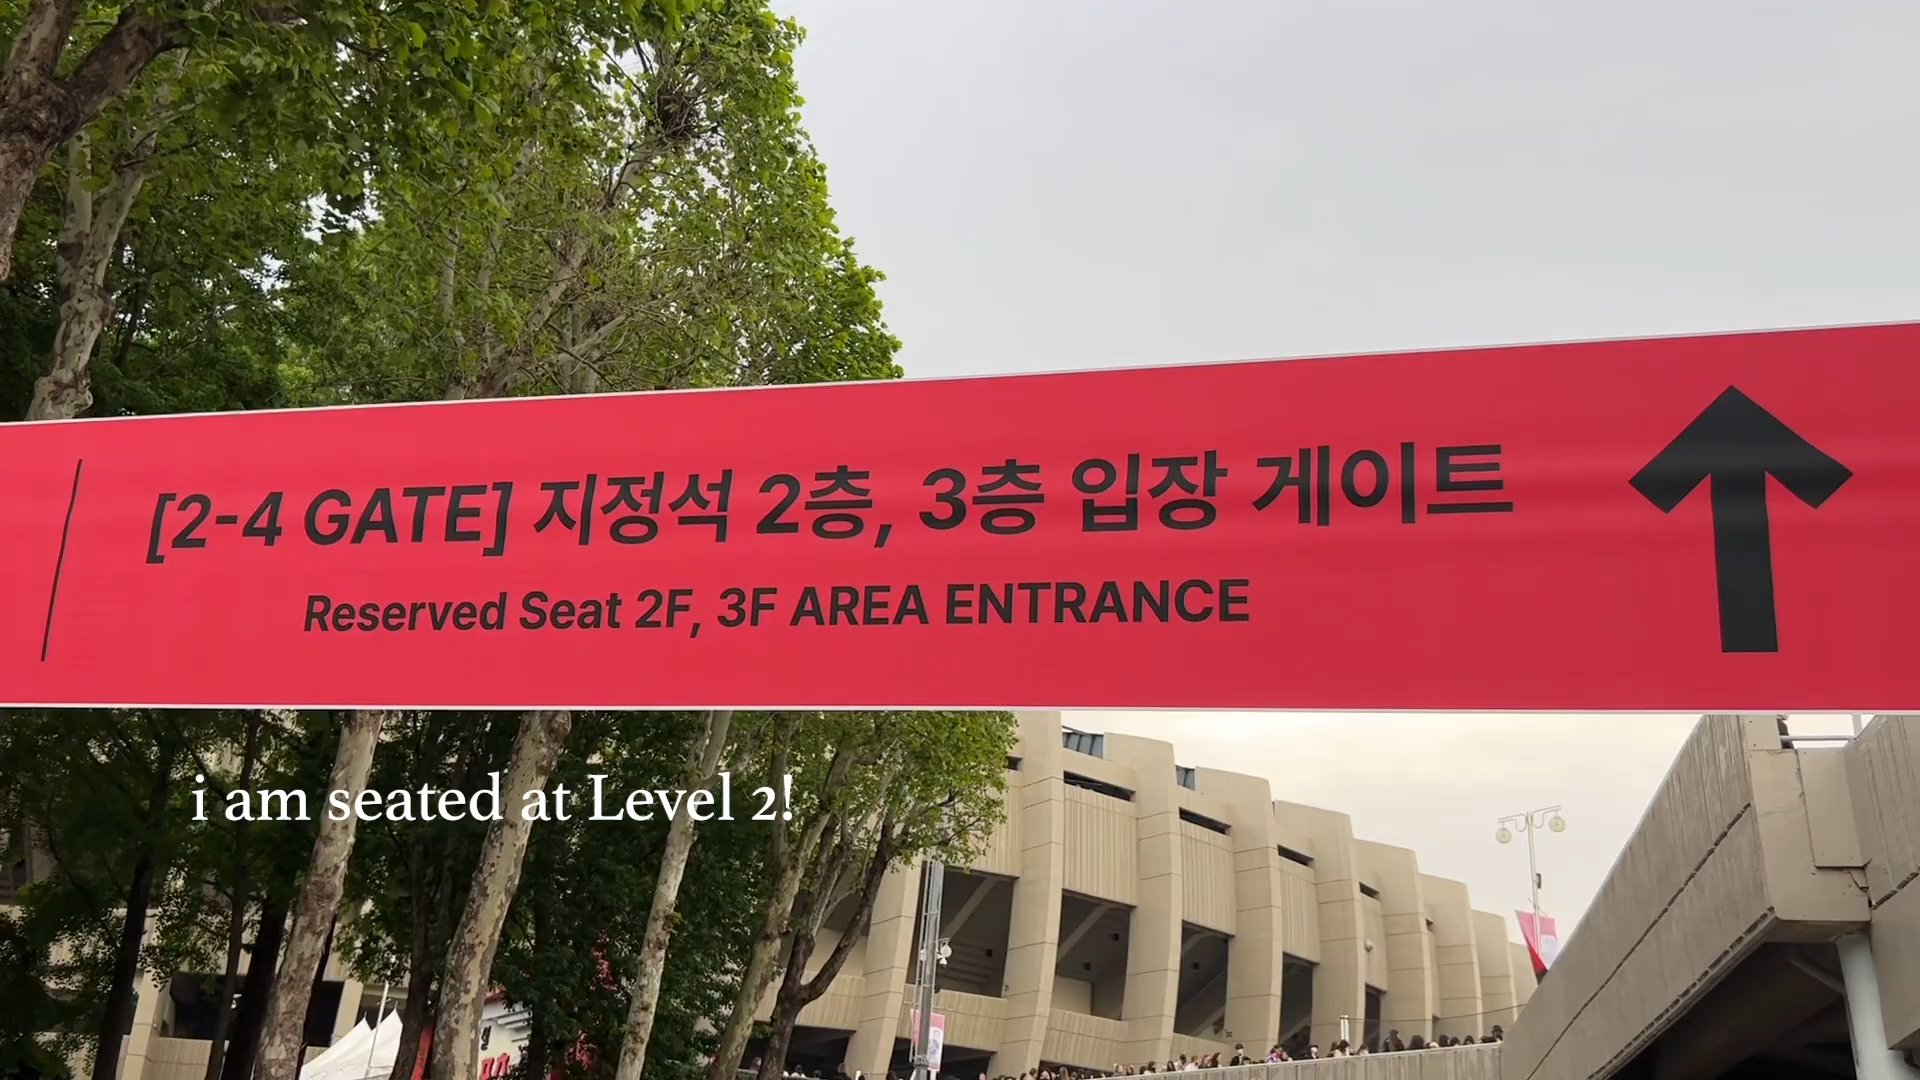 [2-4 GATE] 지정석 2층, 3층 입장 게이트
Reserved Seat 2F, 3F AREA ENTRANCE
i am seated at Level 2!